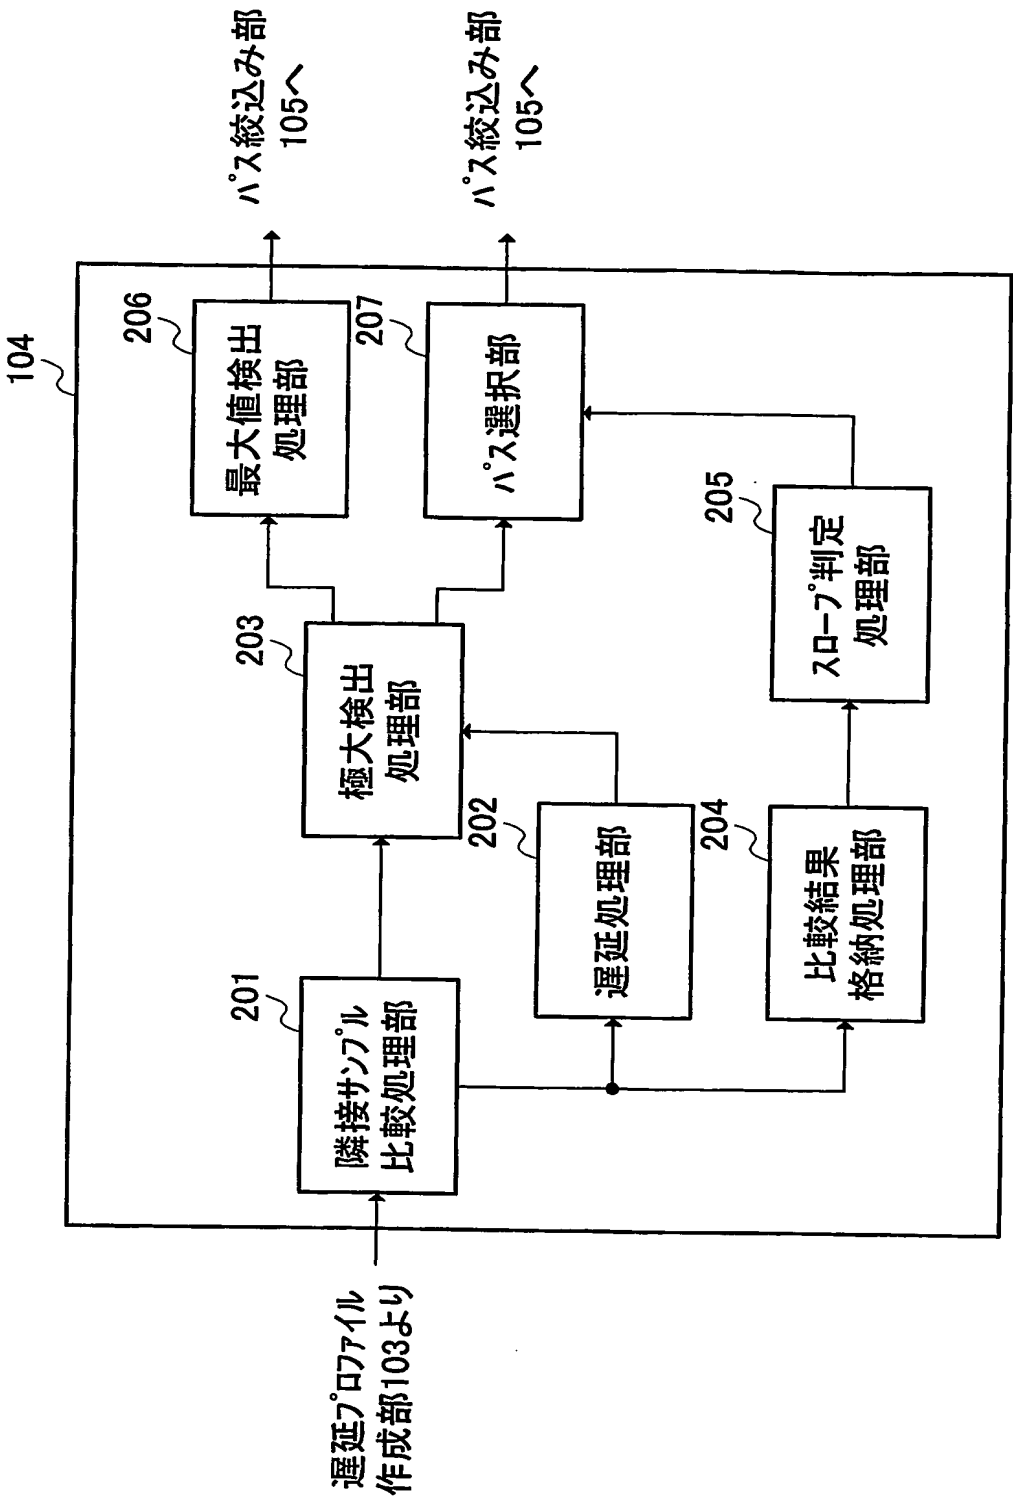 104
遅延プロファイル
作成部103より
201
隣接サンプル
比較処理部
203
極大検出
処理部
206
最大値検出
処理部
パス絞込み部
105へ
207
パス選択部
パス絞込み部
105へ
202
遅延処理部
204
比較結果
格納処理部
205
スロープ判定
処理部